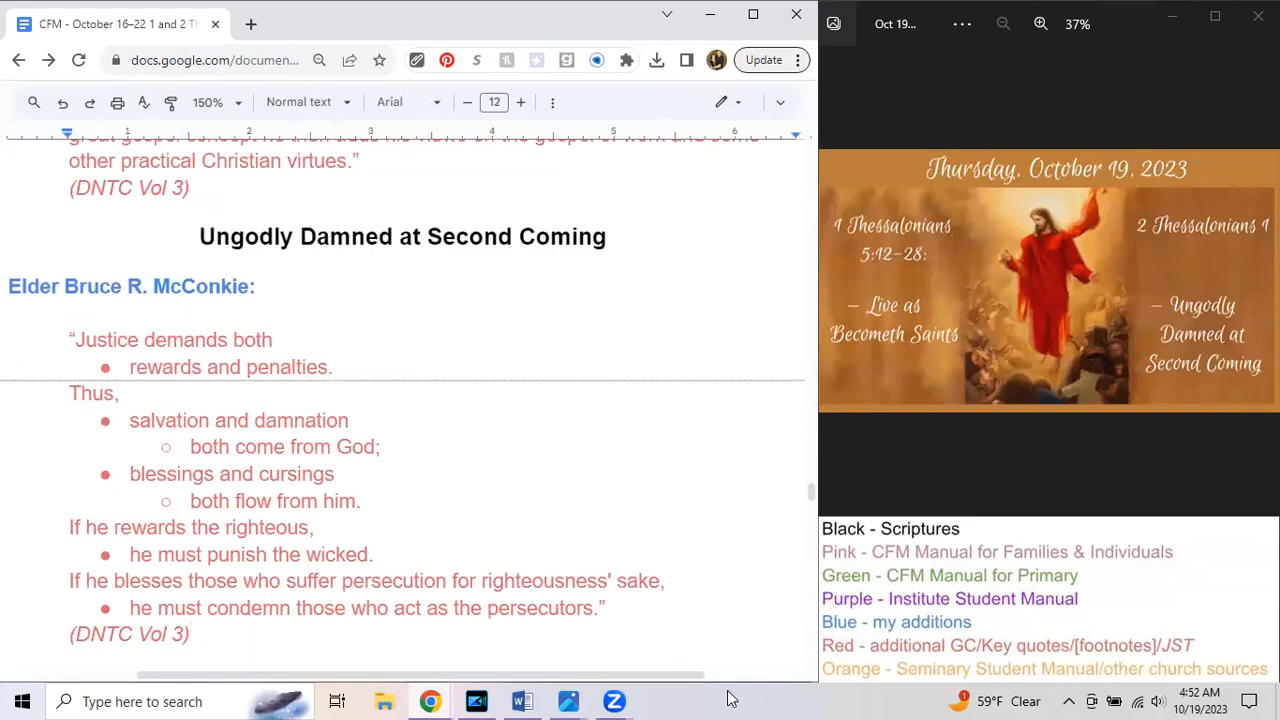 CFM - October 16–22 1 and 2 Th
Oct 19...
37%
docs.google.com/documen...
Update
150%
Normal text
Arial
12
1 2 3 4 5 6
other practical Christian virtues.”
(DNTC Vol 3)
Ungodly Damned at Second Coming
Elder Bruce R. McConkie:
“Justice demands both
● rewards and penalties.
Thus,
● salvation and damnation
○ both come from God;
● blessings and cursings
○ both flow from him.
If he rewards the righteous,
● he must punish the wicked.
If he blesses those who suffer persecution for righteousness' sake,
● he must condemn those who act as the persecutors.”
(DNTC Vol 3)
Thursday, October 19, 2023
1 Thessalonians
5:12–28:
– Live as
Becometh Saints
2 Thessalonians 1
– Ungodly
Damned at
Second Coming
Black - Scriptures
Pink - CFM Manual for Families & Individuals
Green - CFM Manual for Primary
Purple - Institute Student Manual
Blue - my additions
Red - additional GC/Key quotes/[footnotes]/JST
Orange - Seminary Student Manual/other church sources
Type here to search
1
59°F Clear
4:52 AM
10/19/2023